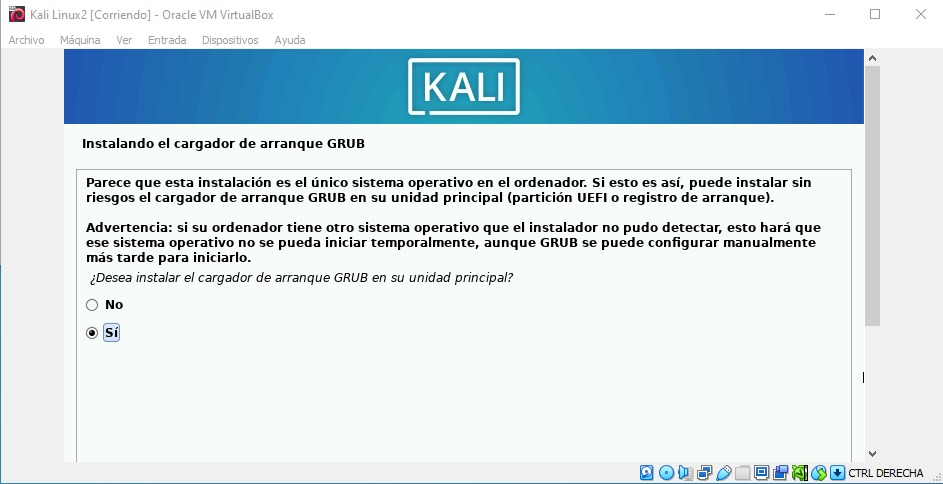 Kali Linux2 [Corriendo] - Oracle VM VirtualBox
Archivo Máquina Ver Entrada Dispositivos Ayuda
KALI
Instalando el cargador de arranque GRUB
Parece que esta instalación es el único sistema operativo en el ordenador. Si esto es así, puede instalar sin
riesgos el cargador de arranque GRUB en su unidad principal (partición UEFI o registro de arranque).
Advertencia: si su ordenador tiene otro sistema operativo que el instalador no pudo detectar, esto hará que
ese sistema operativo no se pueda iniciar temporalmente, aunque GRUB se puede configurar manualmente
más tarde para iniciarlo.
¿Desea instalar el cargador de arranque GRUB en su unidad principal?
No
Sí
CTRL DERECHA